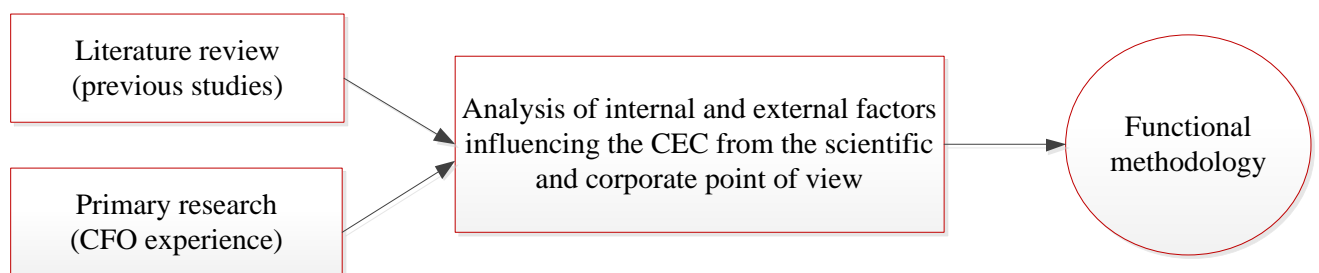 Literature review
(previous studies)
Primary research
(CFO experience)
Analysis of internal and external factors
influencing the CEC from the scientific
and corporate point of view
Functional
methodology